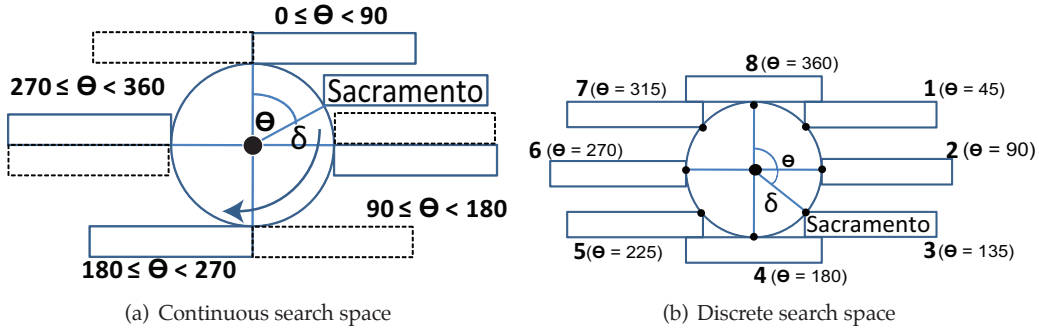 0 ≤ Ɵ < 90
270 ≤ Ɵ < 360
Sacramento
Ɵ
δ
90 ≤ Ɵ < 180
180 ≤ Ɵ < 270
(a) Continuous search space
8 (Ɵ = 360)
7 (Ɵ = 315)
1 (Ɵ = 45)
6 (Ɵ = 270)
Ɵ
2 (Ɵ = 90)
δ
Sacramento
5 (Ɵ = 225)
3 (Ɵ = 135)
4 (Ɵ = 180)
(b) Discrete search space